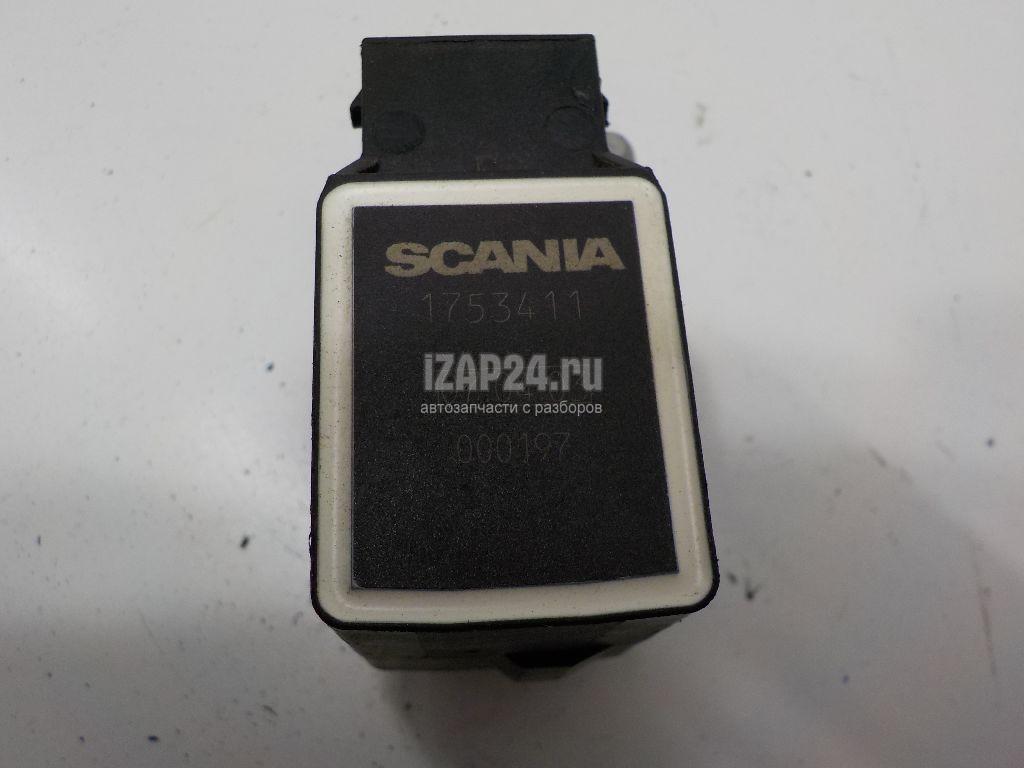 SCANIA
1753411
iZAP24.ru
автозапчасти с разборов
000197